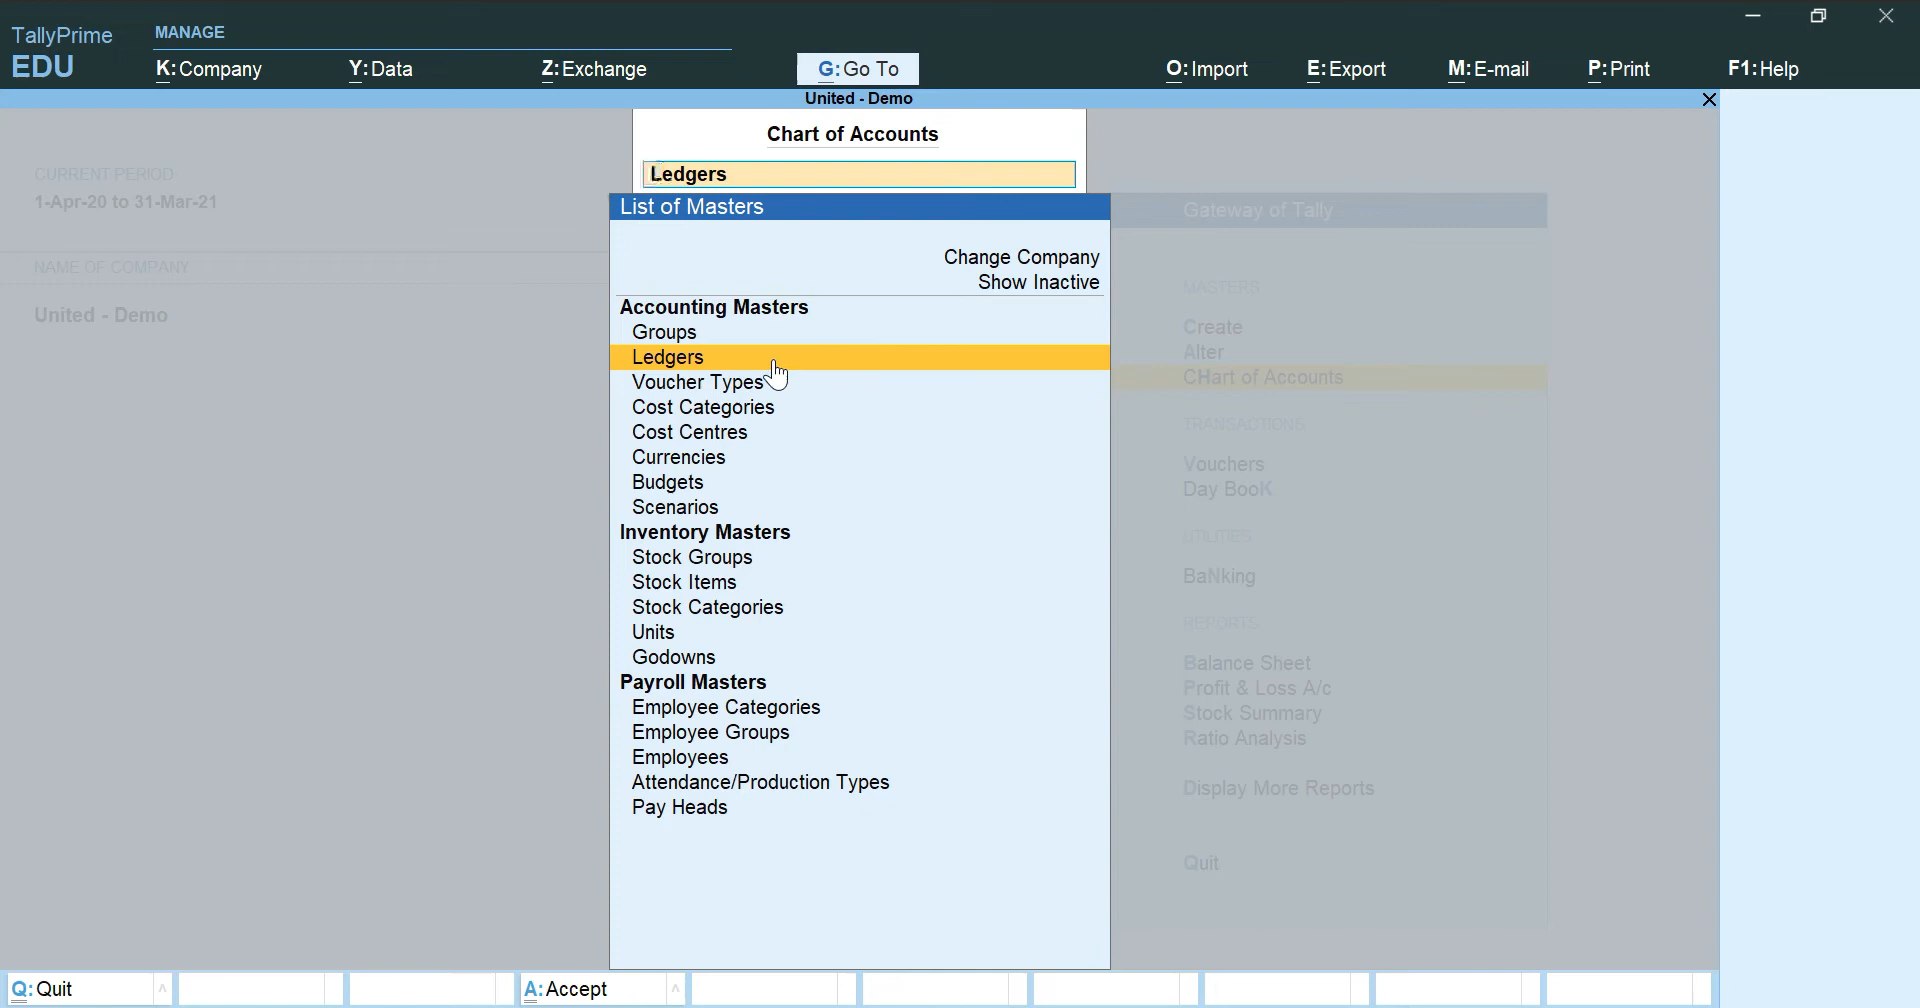 TallyPrime
EDU
MANAGE
K:Company
Y:Data
Z:Exchange
G:Go To
O:Import
E:Export
M:E-mail
P:Print
F1:Help
United - Demo
CURRENT PERIOD
1-Apr-20 to 31-Mar-21
NAME OF COMPANY
United - Demo
Chart of Accounts
Ledgers
List of Masters
Change Company
Show Inactive
Accounting Masters
Groups
Ledgers
Voucher Types
Cost Categories
Cost Centres
Currencies
Budgets
Scenarios
Inventory Masters
Stock Groups
Stock Items
Stock Categories
Units
Godowns
Payroll Masters
Employee Categories
Employee Groups
Employees
Attendance/Production Types
Pay Heads
Gateway of Tally
MASTERS
Create
Alter
CHart of Accounts
TRANSACTIONS
Vouchers
Day BooK
UTILITIES
BaNking
REPORTS
Balance Sheet
Profit & Loss A/c
Stock Summary
Ratio Analysis
Display More Reports
Quit
Q:Quit
A:Accept